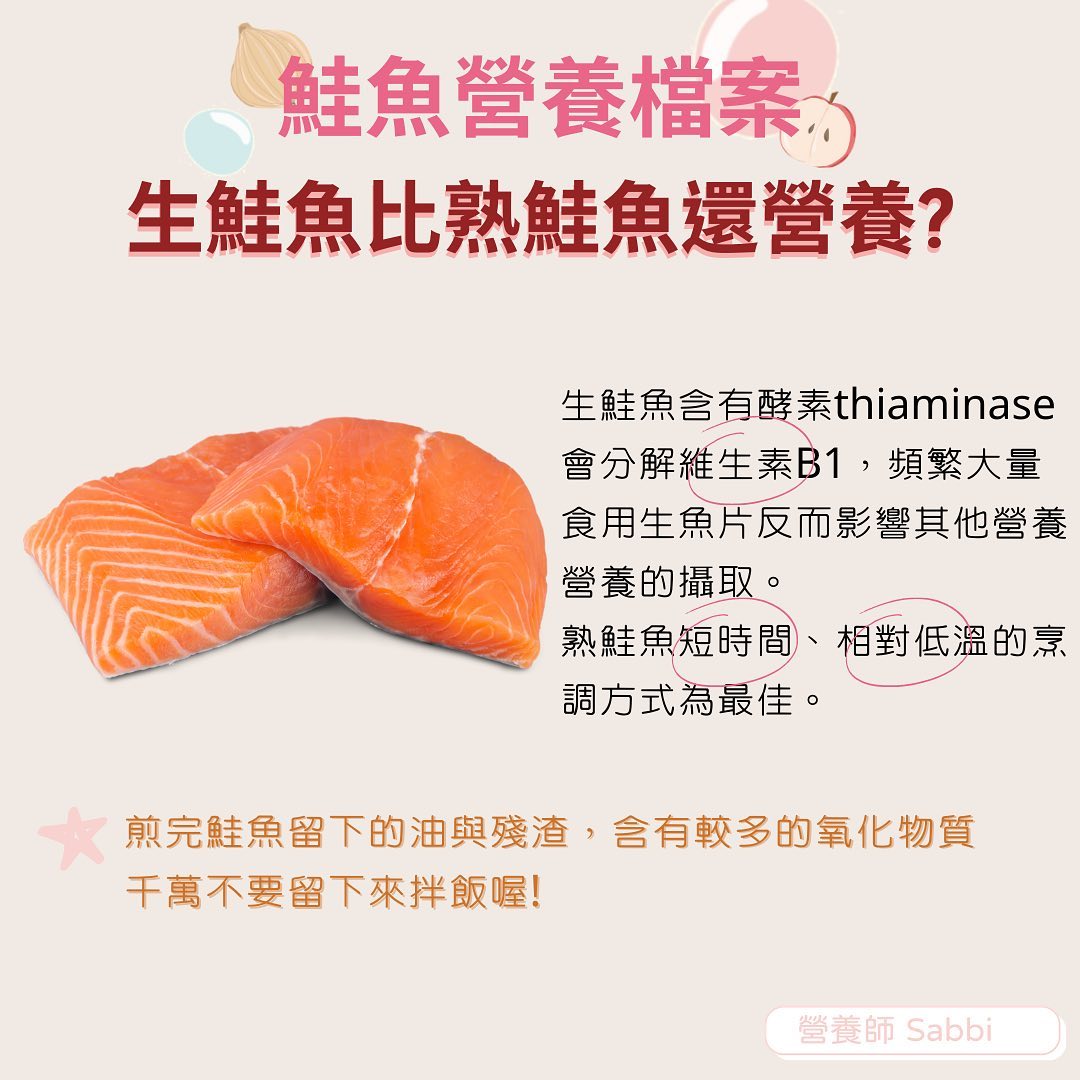 鮭魚營養檔案
生鮭魚比熟鮭魚還營養?
生鮭魚含有酵素thiaminase
會分解維生素B1，頻繁大量
食用生魚片反而影響其他營養
營養的攝取。
熟鮭魚短時間、相對低溫的烹
調方式為最佳。
煎完鮭魚留下的油與殘渣，含有較多的氧化物質
千萬不要留下來拌飯喔!
營養師 Sabbi